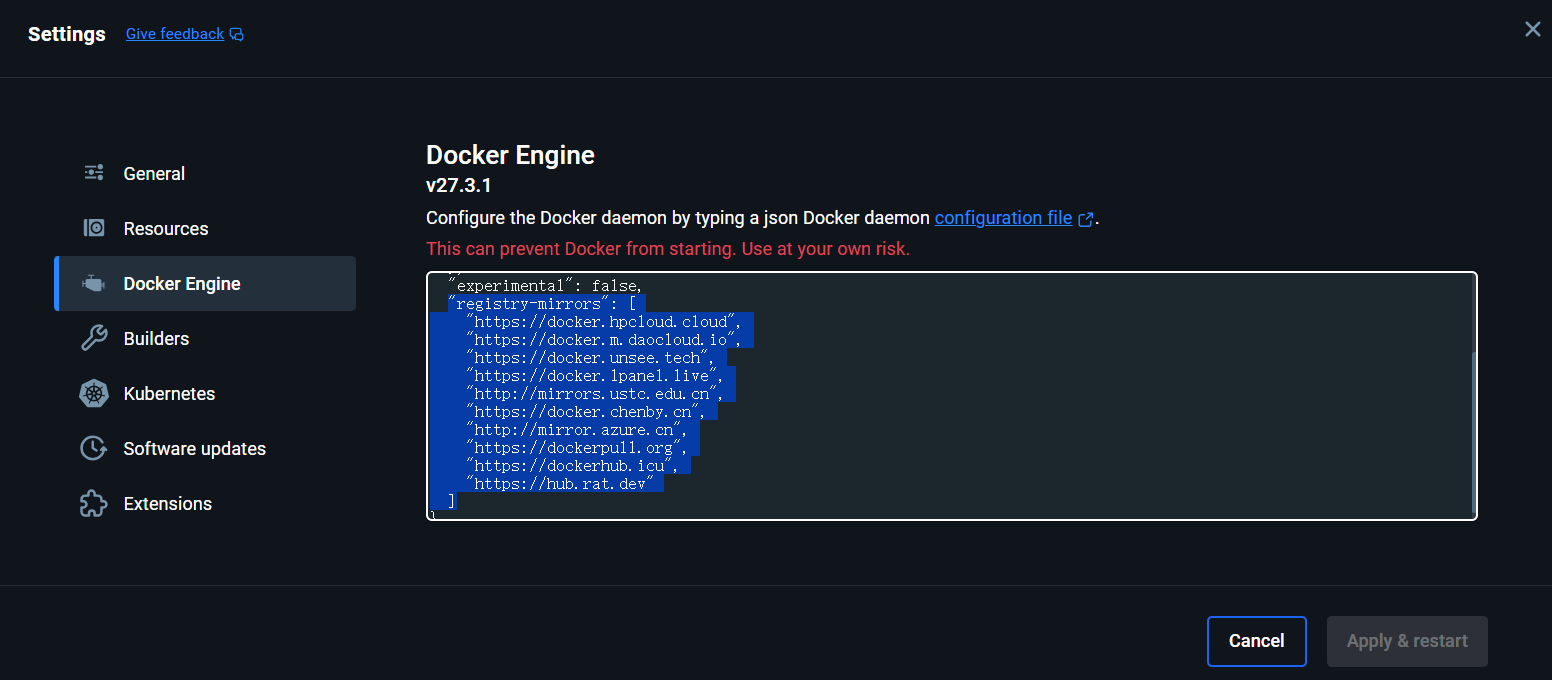 Settings Give feedback
General
Resources
Docker Engine
Builders
Kubernetes
Software updates
Extensions
Docker Engine
v27.3.1
Configure the Docker daemon by typing a json Docker daemon configuration file.
This can prevent Docker from starting. Use at your own risk.
"experimental": false,
"registry-mirrors": [
"https://docker.hpcloud.cloud",
"https://docker.m.daocloud.io",
"https://docker.unsee.tech",
"https://docker.1panel.live",
"http://mirrors.ustc.edu.cn",
"https://docker.chenby.cn",
"http://mirror.azure.cn",
"https://dockerpull.org",
"https://dockerhub.icu",
"https://hub.rat.dev"
]
Cancel Apply & restart